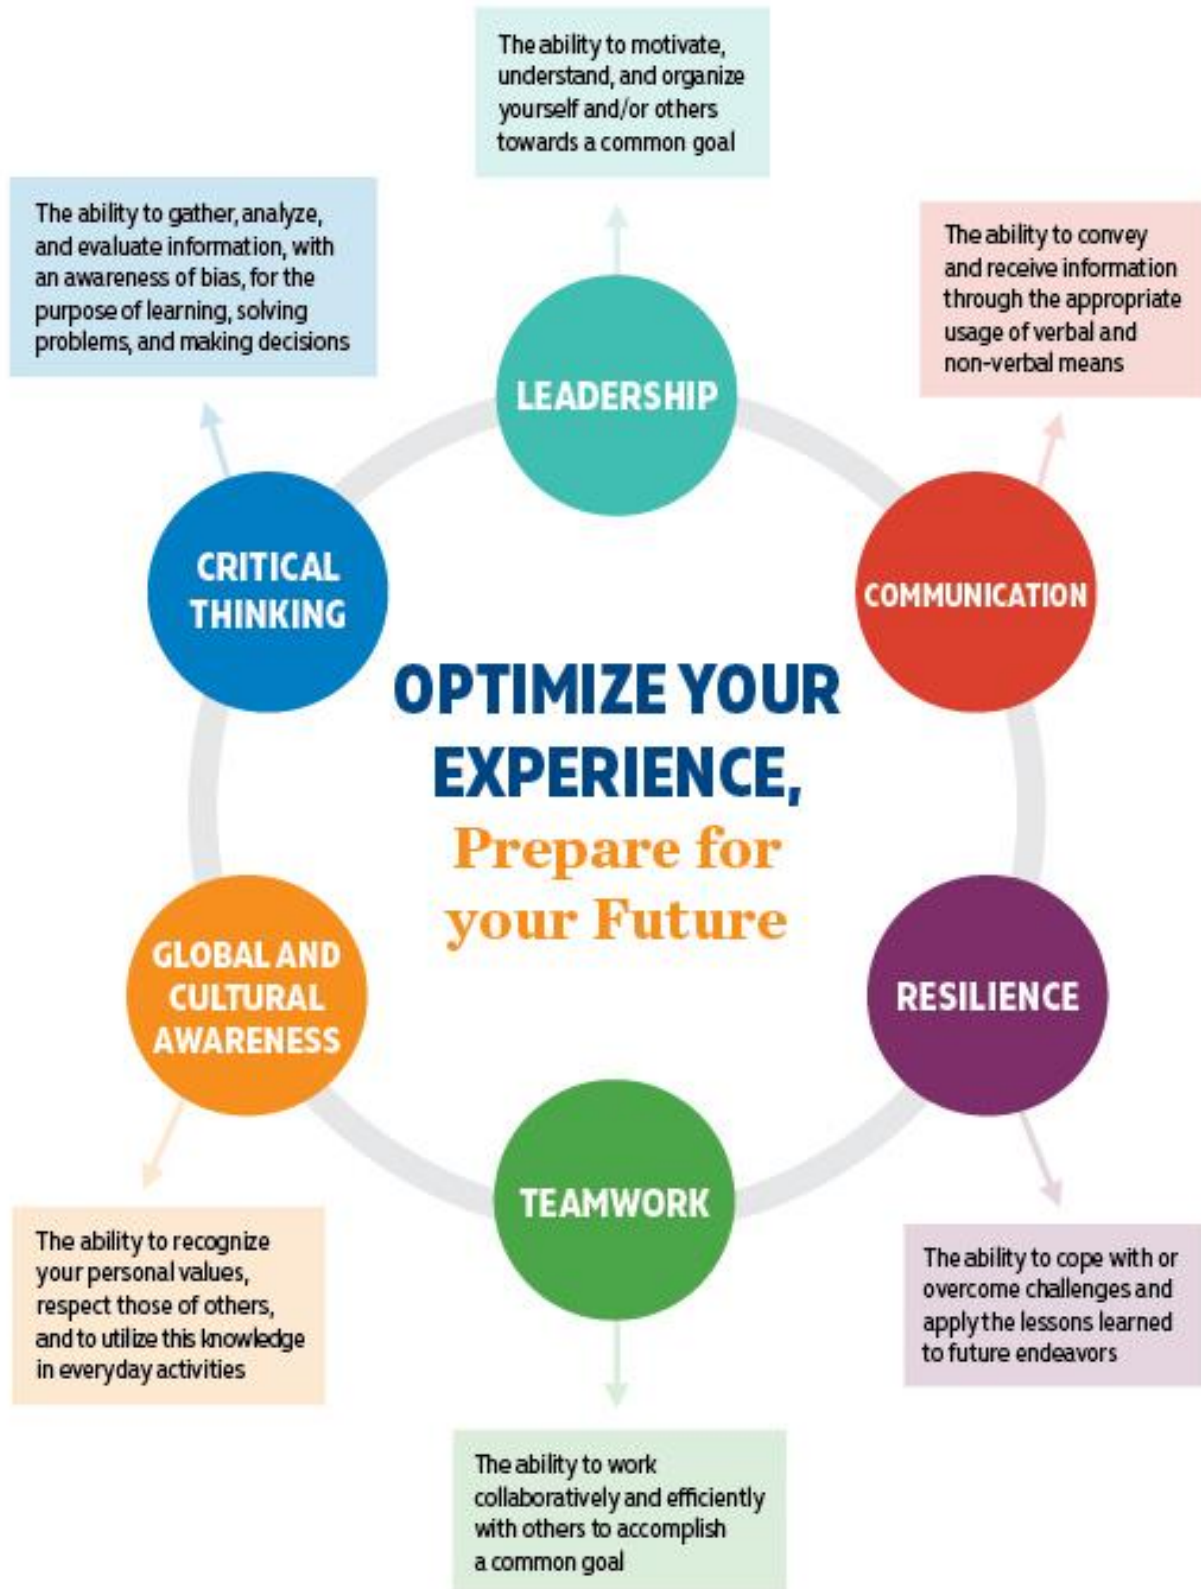 The ability to motivate,
understand, and organize
yourself and/or others
towards a common goal
The ability to gather, analyze,
and evaluate information, with
an awareness of bias, for the
purpose of learning, solving
problems, and making decisions
The ability to convey
and receive information
through the appropriate
usage of verbal and
non-verbal means
LEADERSHIP
CRITICAL
THINKING
COMMUNICATION
OPTIMIZE YOUR
EXPERIENCE,
Prepare for
your Future
GLOBAL AND
CULTURAL
AWARENESS
RESILIENCE
TEAMWORK
The ability to recognize
your personal values,
respect those of others,
and to utilize this knowledge
in everyday activities
The ability to cope with or
overcome challenges and
apply the lessons learned
to future endeavors
The ability to work
collaboratively and efficiently
with others to accomplish
a common goal